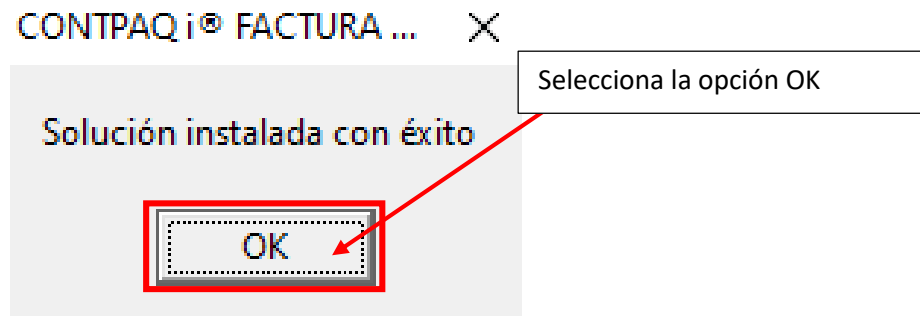 CONTPAQ i® FACTURA ...
Selecciona la opción OK
Solución instalada con éxito
OK